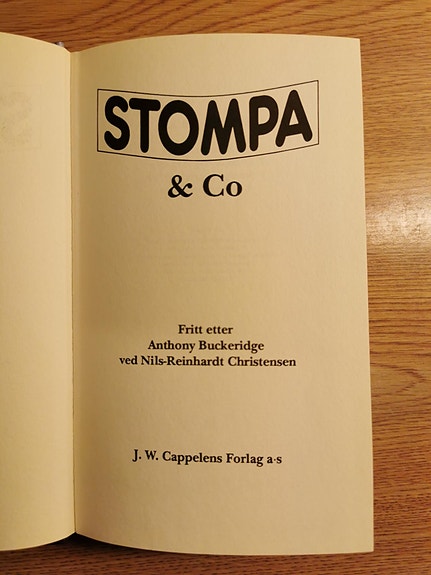 STOMPA
& Co
Fritt etter
Anthony Buckeridge
ved Nils-Reinhardt Christensen
J. W. Cappelens Forlag a·s